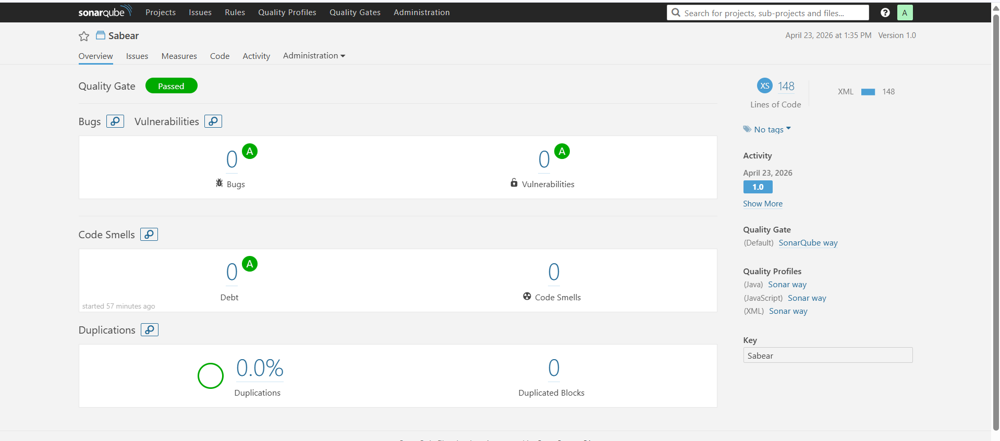 sonarqube Projects Issues Rules Quality Profiles Quality Gates Administration Search for projects, sub-projects and files... ? A
Sabear April 23, 2026 at 1:35 PM Version 1.0
Overview Issues Measures Code Activity Administration
Quality Gate Passed
Bugs Vulnerabilities
0 A 0 A
Bugs Vulnerabilities
Code Smells
0 A 0
Debt Code Smells
started 57 minutes ago
Duplications
0.0% 0
Duplications Duplicated Blocks
XS 148 XML 148
Lines of Code
No tags
Activity
April 23, 2026
1.0
Show More
Quality Gate
(Default) SonarQube way
Quality Profiles
(Java) Sonar way
(JavaScript) Sonar way
(XML) Sonar way
Key
Sabear